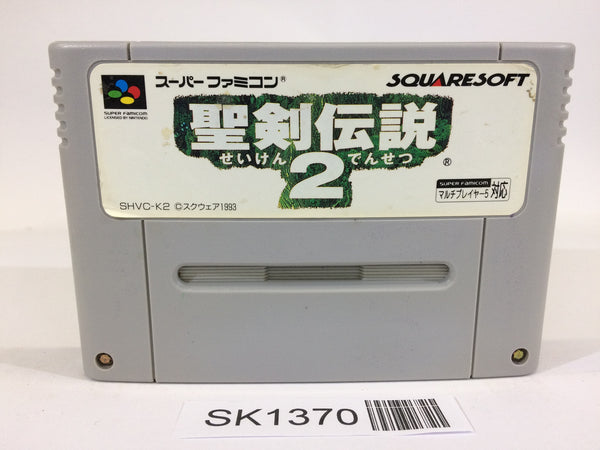 スーパーファミコン®
SQUARESOFT
SUPER FAMICOM
LICENSED BY NINTENDO
聖剣伝説
せいけん でんせつ
2
®
SHVC-K2 ©スクウェア1993
SUPER FAMICOM
マルチプレイヤー5 対応
SK1370